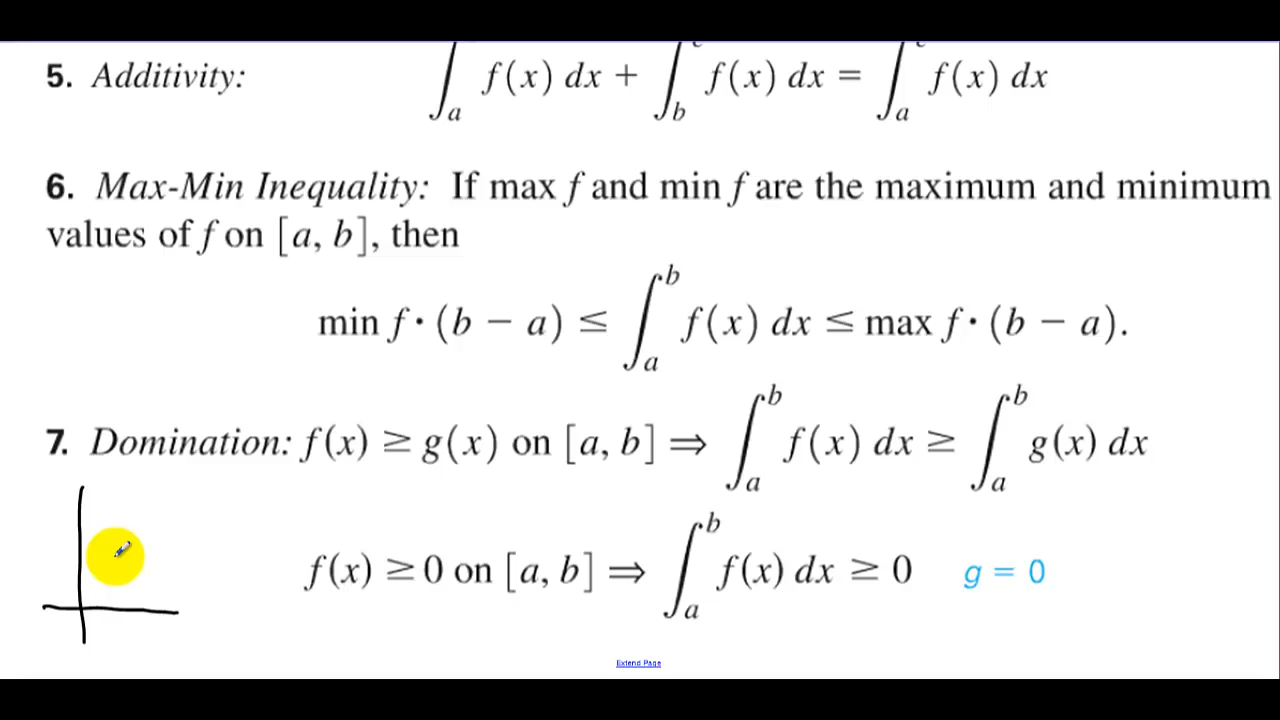 5. Additivity: ∫_a f(x) dx + ∫_b^c f(x) dx = ∫_a^c f(x) dx
6. Max-Min Inequality: If max f and min f are the maximum and minimum
values of f on [a, b], then
min f · (b − a) ≤ ∫_a^b f(x) dx ≤ max f · (b − a).
7. Domination: f(x) ≥ g(x) on [a, b] ⇒ ∫_a^b f(x) dx ≥ ∫_a^b g(x) dx
f(x) ≥ 0 on [a, b] ⇒ ∫_a^b f(x) dx ≥ 0 g = 0
Extend Page